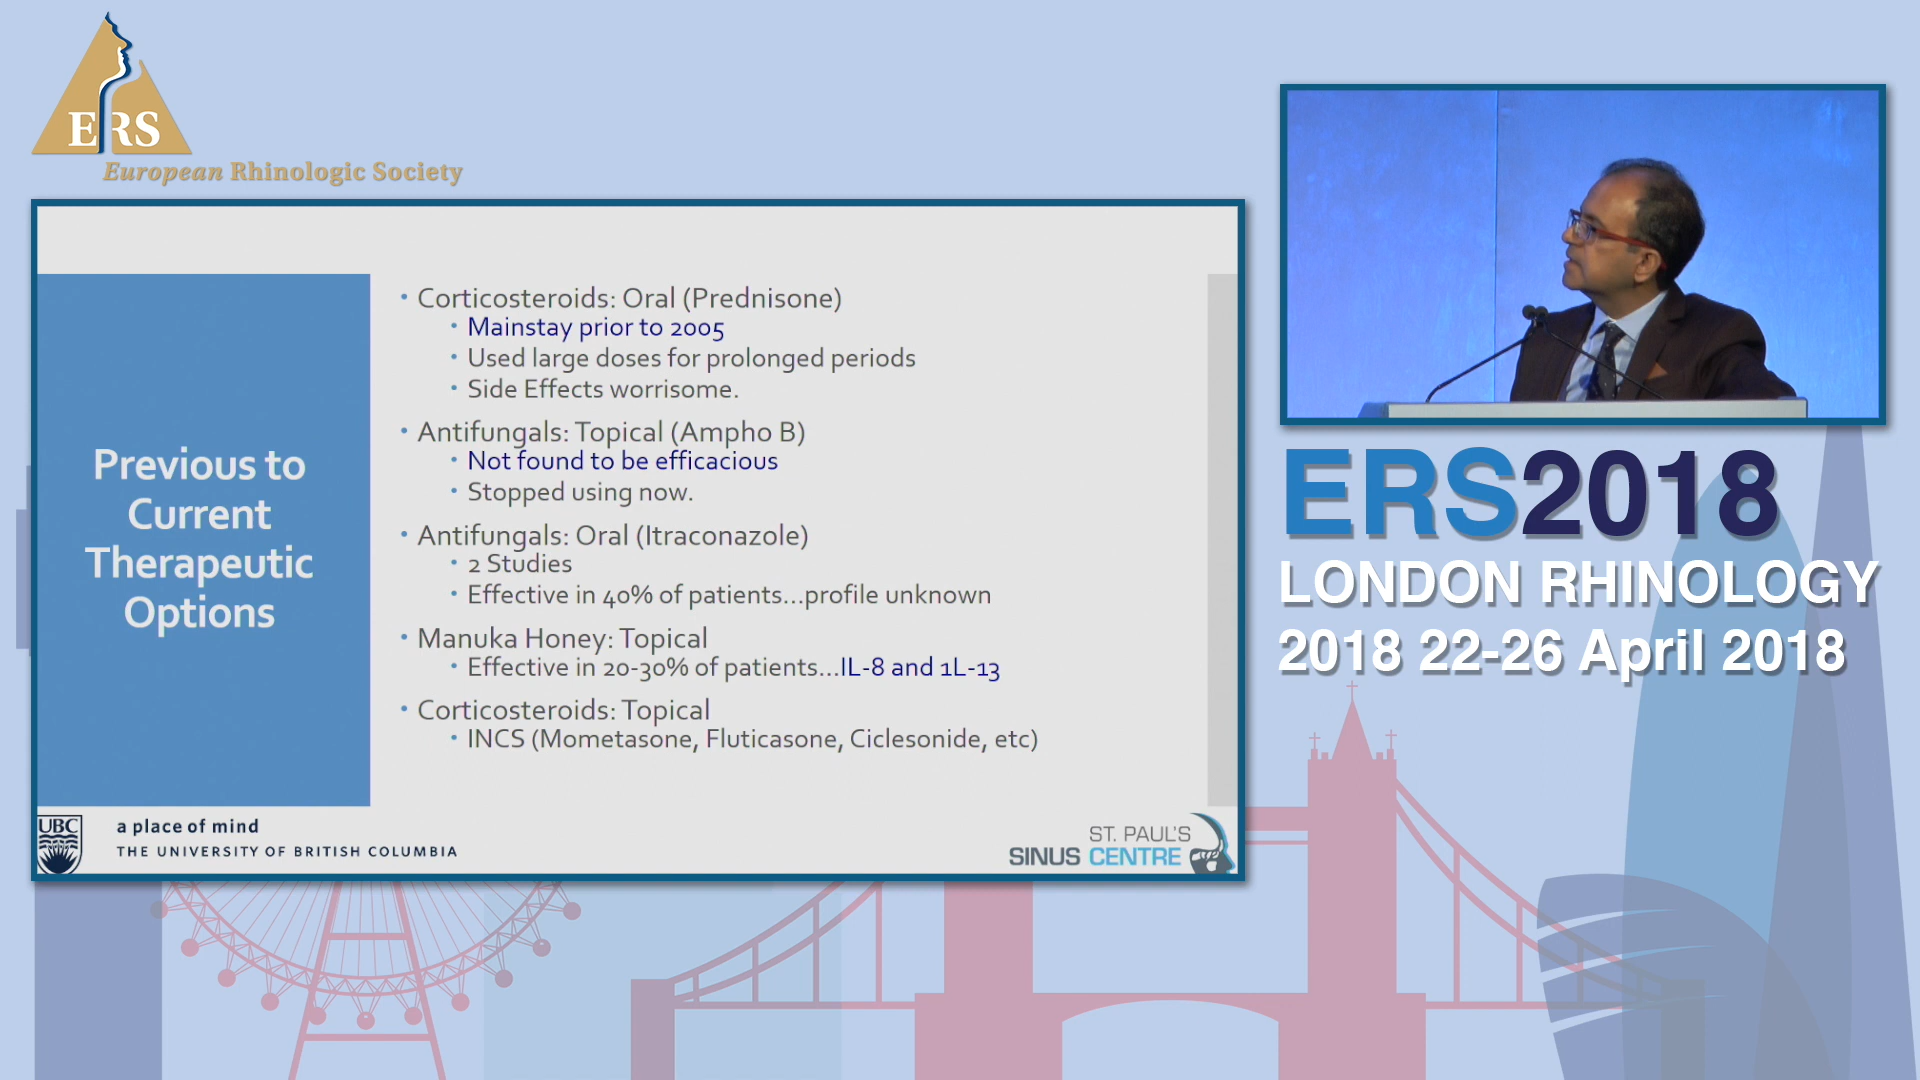 ERS
European Rhinologic Society
Previous to
Current
Therapeutic
Options
• Corticosteroids: Oral (Prednisone)
• Mainstay prior to 2005
• Used large doses for prolonged periods
• Side Effects worrisome.
• Antifungals: Topical (Ampho B)
• Not found to be efficacious
• Stopped using now.
• Antifungals: Oral (Itraconazole)
• 2 Studies
• Effective in 40% of patients...profile unknown
• Manuka Honey: Topical
• Effective in 20-30% of patients...IL-8 and 1L-13
• Corticosteroids: Topical
• INCS (Mometasone, Fluticasone, Ciclesonide, etc)
UBC
a place of mind
THE UNIVERSITY OF BRITISH COLUMBIA
ST. PAUL'S
SINUS CENTRE
ERS2018
LONDON RHINOLOGY
2018 22-26 April 2018